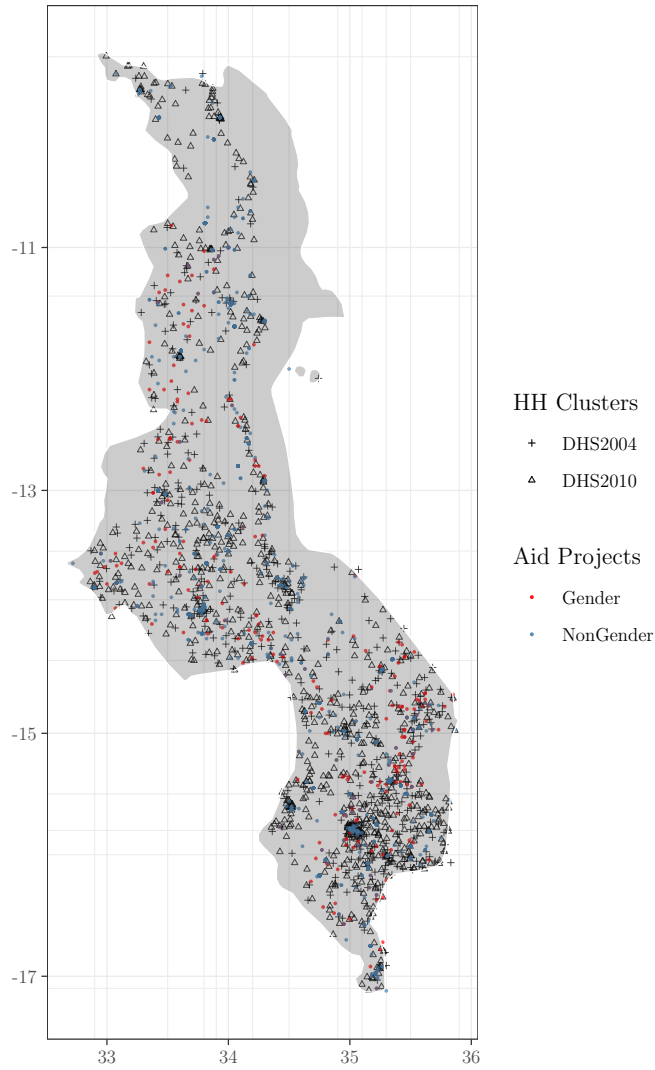 -11
-13
-15
-17
33
34
35
36
HH Clusters
DHS2004
DHS2010
Aid Projects
Gender
NonGender